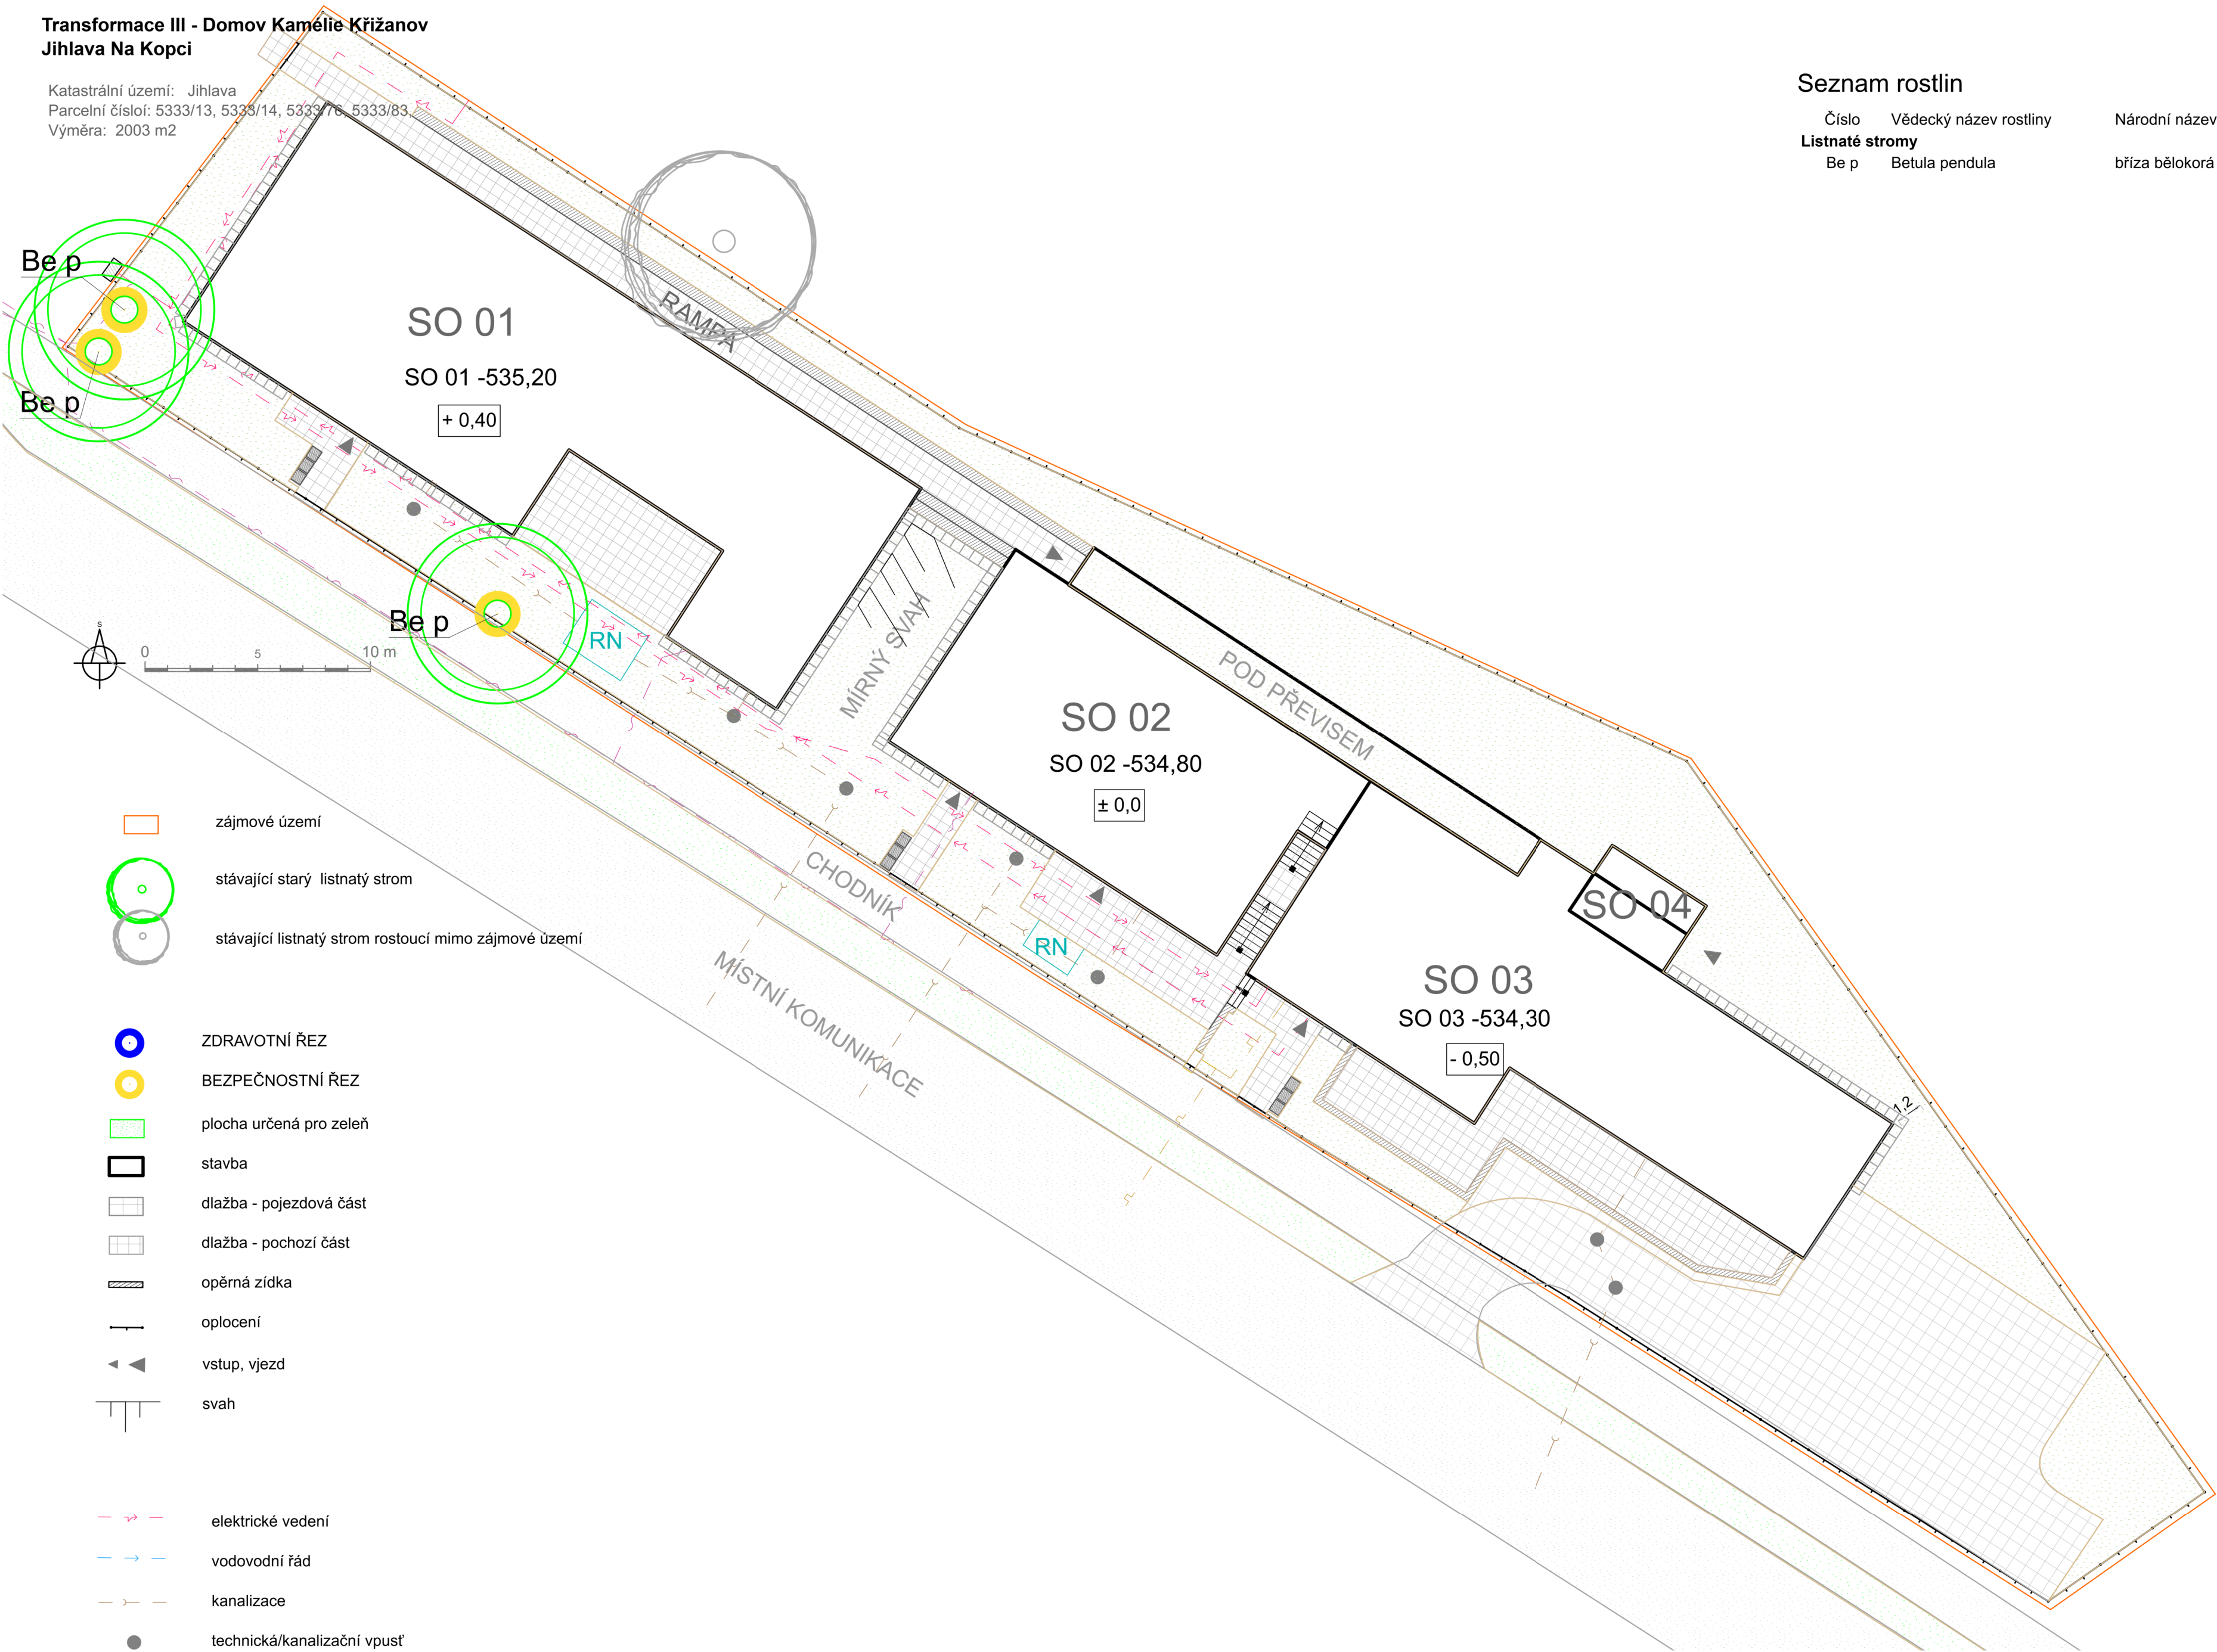 Transformace III - Domov Kamélie Křižanov
Jihlava Na Kopci
Katastrální území: Jihlava
Parcelní čísloí: 5333/13, 5333/14, 5333/76, 5333/83,
Výměra: 2003 m2
Seznam rostlin
Číslo Vědecký název rostliny Národní název
Listnaté stromy
Be p Betula pendula bříza bělokorá
Be p
Be p
Be p
SO 01
SO 01 -535,20
+ 0,40
RAMPA
RN
MÍRNÝ SVAH
SO 02
SO 02 -534,80
± 0,0
POD PŘEVISEM
RN
SO 03
SO 03 -534,30
- 0,50
SO 04
1,2
CHODNÍK
MÍSTNÍ KOMUNIKACE
S
0 5 10 m
zájmové území
stávající starý listnatý strom
stávající listnatý strom rostoucí mimo zájmové území
ZDRAVOTNÍ ŘEZ
BEZPEČNOSTNÍ ŘEZ
plocha určená pro zeleň
stavba
dlažba - pojezdová část
dlažba - pochozí část
opěrná zídka
oplocení
vstup, vjezd
svah
elektrické vedení
vodovodní řád
kanalizace
technická/kanalizační vpusť